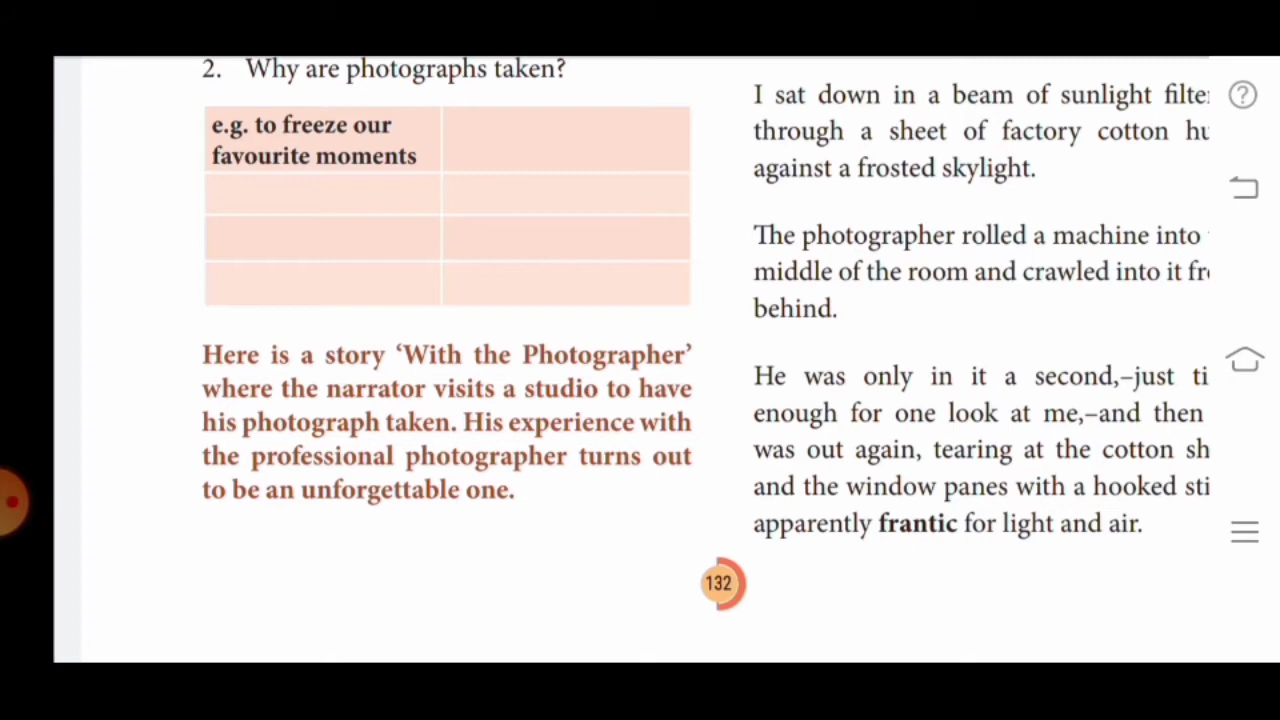 2. Why are photographs taken?
e.g. to freeze our
favourite moments
Here is a story ‘With the Photographer’
where the narrator visits a studio to have
his photograph taken. His experience with
the professional photographer turns out
to be an unforgettable one.
I sat down in a beam of sunlight
through a sheet of factory cotton
against a frosted skylight.
The photographer rolled a machine into
middle of the room and crawled into it
behind.
He was only in it a second,–just
enough for one look at me,–and then
was out again, tearing at the cotton
and the window panes with a hooked
apparently frantic for light and air.
132